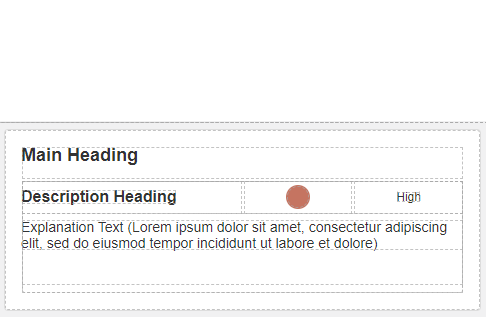 Main Heading
Description Heading
High
Explanation Text (Lorem ipsum dolor sit amet, consectetur adipiscing
elit, sed do eiusmod tempor incididunt ut labore et dolore)